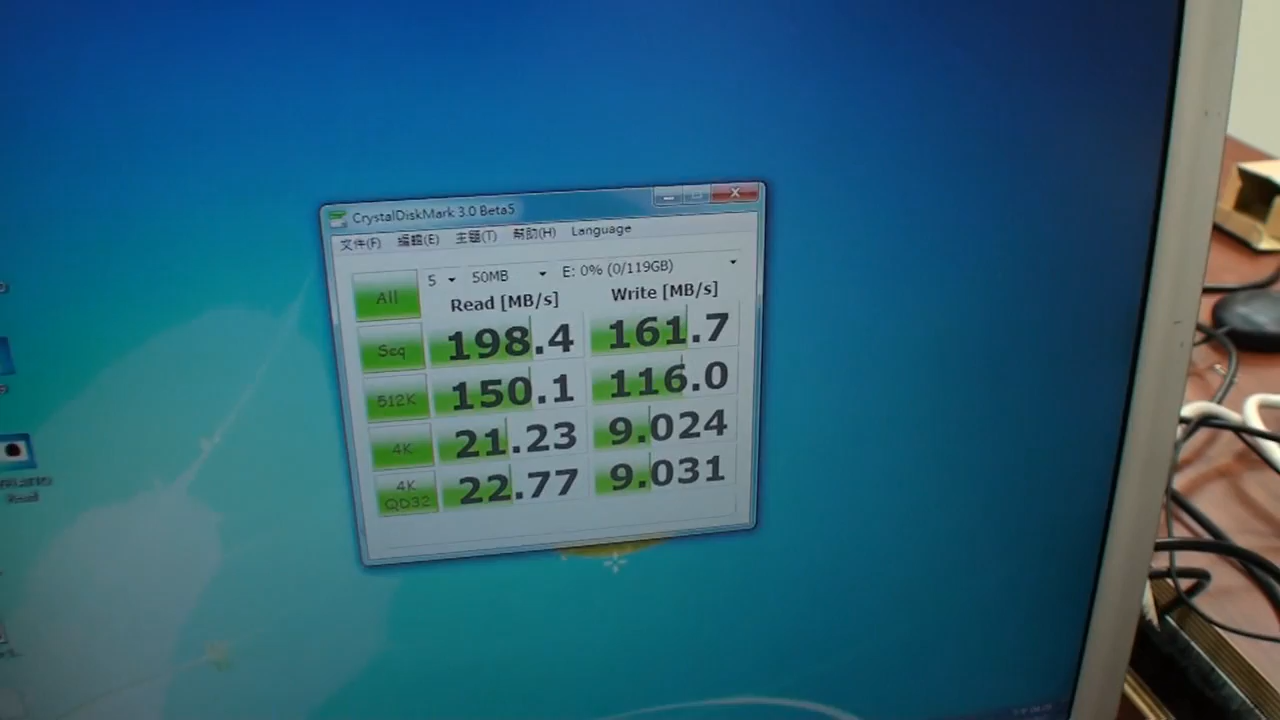 CrystalDiskMark 3.0 Beta5
文件(F) 編輯(E) 主題(T) 幫助(H) Language
All 5 50MB E: 0% (0/119GB)
Read [MB/s] Write [MB/s]
Seq 198.4 161.7
512K 150.1 116.0
4K 21.23 9.024
4K QD32 22.77 9.031
Read